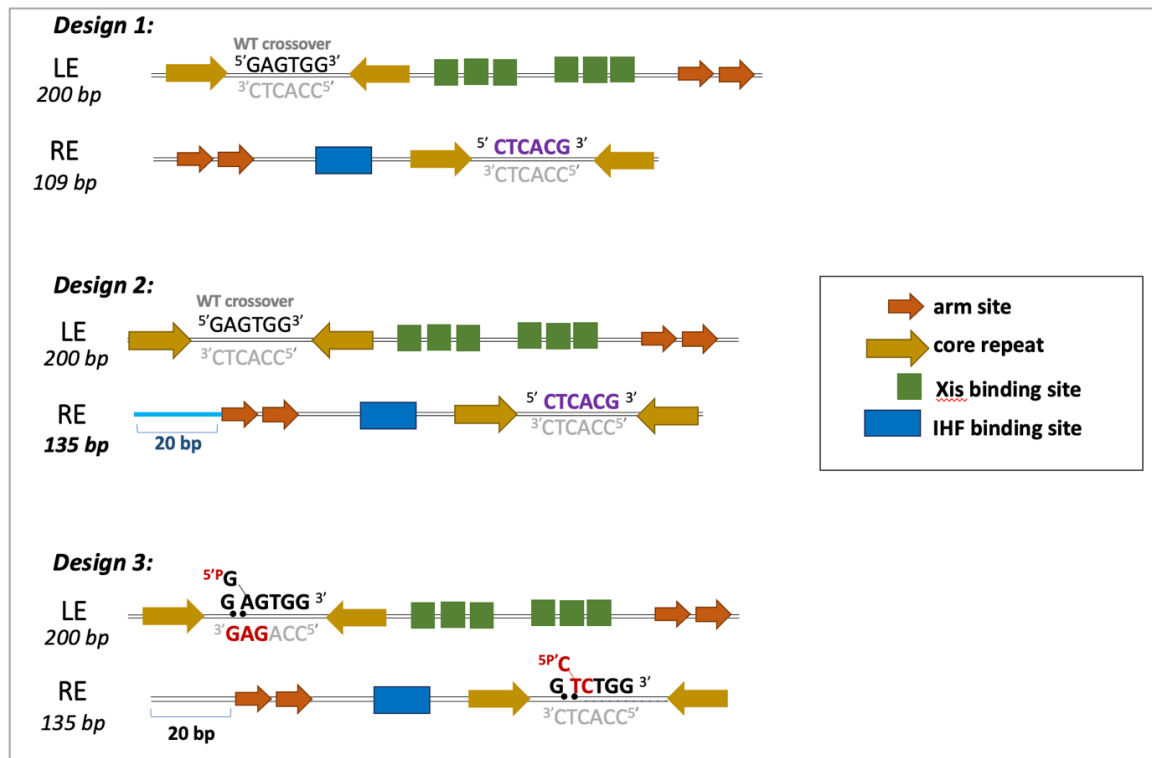 Design 1:
WT crossover
LE
5'GAGTGG3'
200 bp
3'CTCACC5'
RE
5' CTCACG 3'
109 bp
3'CTCACC5'
Design 2:
WT crossover
LE
5'GAGTGG3'
200 bp
3'CTCACC5'
RE
5' CTCACG 3'
135 bp
20 bp
3'CTCACC5'
arm site
core repeat
Xis binding site
IHF binding site
Design 3:
5'PG
LE
G AGTGG 3'
200 bp
3'GAGACC5'
5P'C
RE
G TCTGG 3'
135 bp
20 bp
3'CTCACC5'